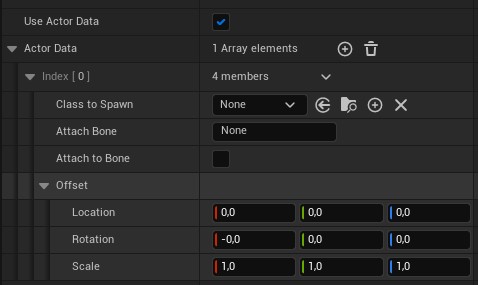 Use Actor Data
Actor Data 1 Array elements
Index [ 0 ] 4 members
Class to Spawn None
Attach Bone None
Attach to Bone
Offset
Location 0,0 0,0 0,0
Rotation -0,0 0,0 0,0
Scale 1,0 1,0 1,0